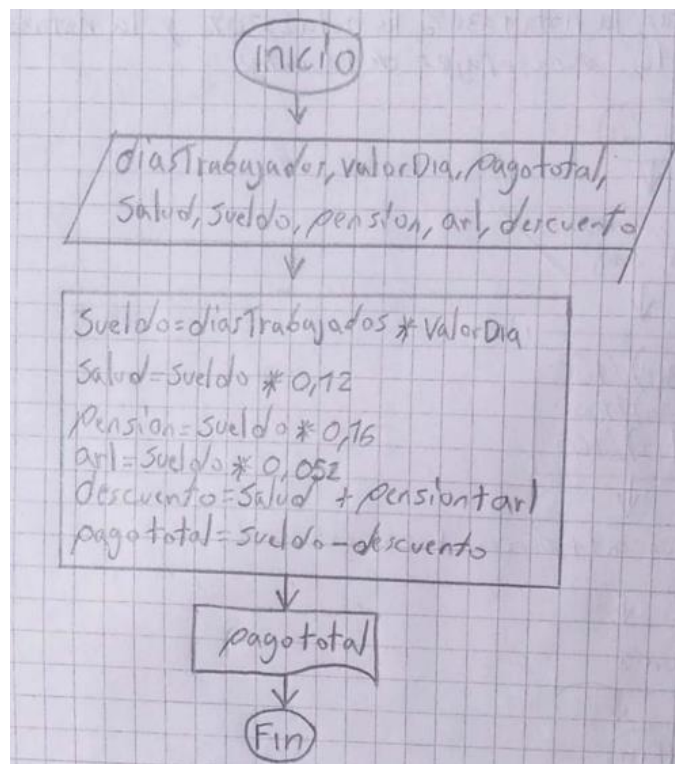 inicio
diasTrabajados, valorDia, pagototal,
Salud, sueldo, pension, arl, descuento
Sueldo=diasTrabajados * ValorDia
Salud=Sueldo * 0,12
Pension=Sueldo * 0,16
arl=Sueldo * 0,052
descuento=Salud + pension+arl
pagototal=sueldo-descuento
pagototal
Fin